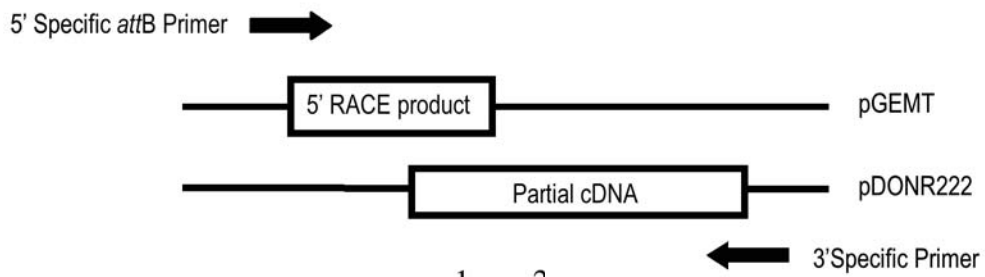 5' Specific attB Primer
5' RACE product
pGEMT
Partial cDNA
pDONR222
3'Specific Primer